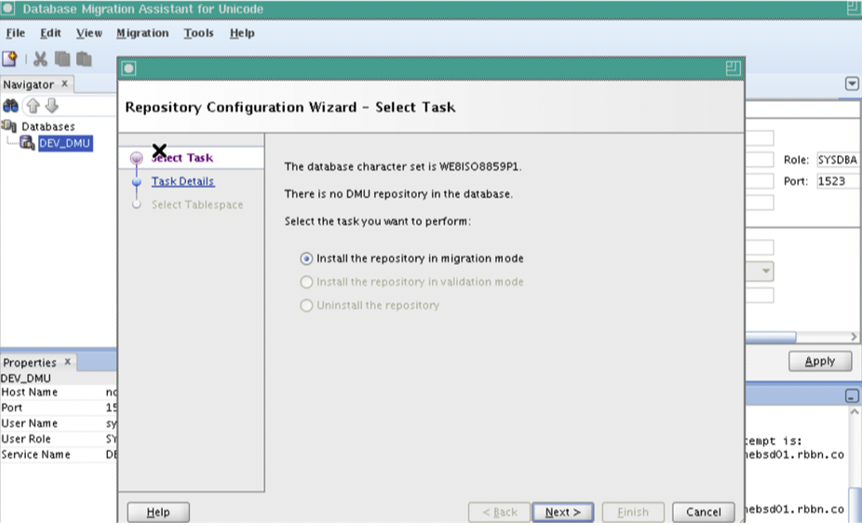 Database Migration Assistant for Unicode
File Edit View Migration Tools Help
Navigator x
Databases
DEV_DMU
Repository Configuration Wizard - Select Task
Select Task
Task Details
Select Tablespace
The database character set is WE8ISO8859P1.
There is no DMU repository in the database.
Select the task you want to perform:
Install the repository in migration mode
Install the repository in validation mode
Uninstall the repository
Role: SYSDBA
Port: 1523
Apply
Properties x
DEV_DMU
Host Name
Port 15
User Name sy
User Role SY
Service Name
tempt is:
nebsd01.rbbn.co
nebsd01.rbbn.co
Help < Back Next > Finish Cancel